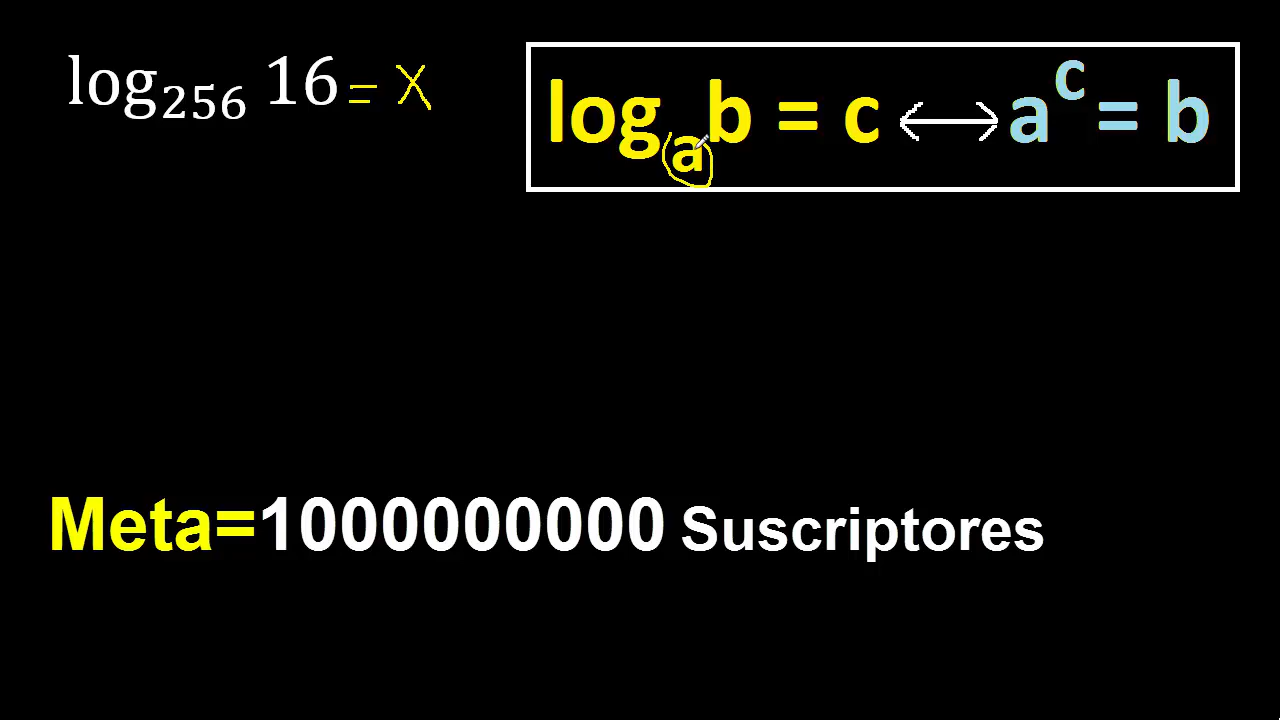 log₂₅₆ 16 = X
logₐb = c ⟷ aᶜ = b
Meta=1000000000 Suscriptores